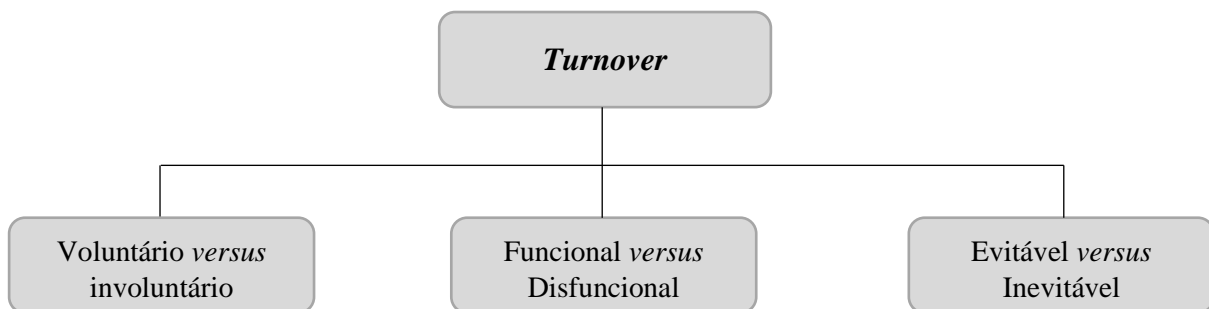 Turnover
Voluntário versus
involuntário
Funcional versus
Disfuncional
Evitável versus
Inevitável